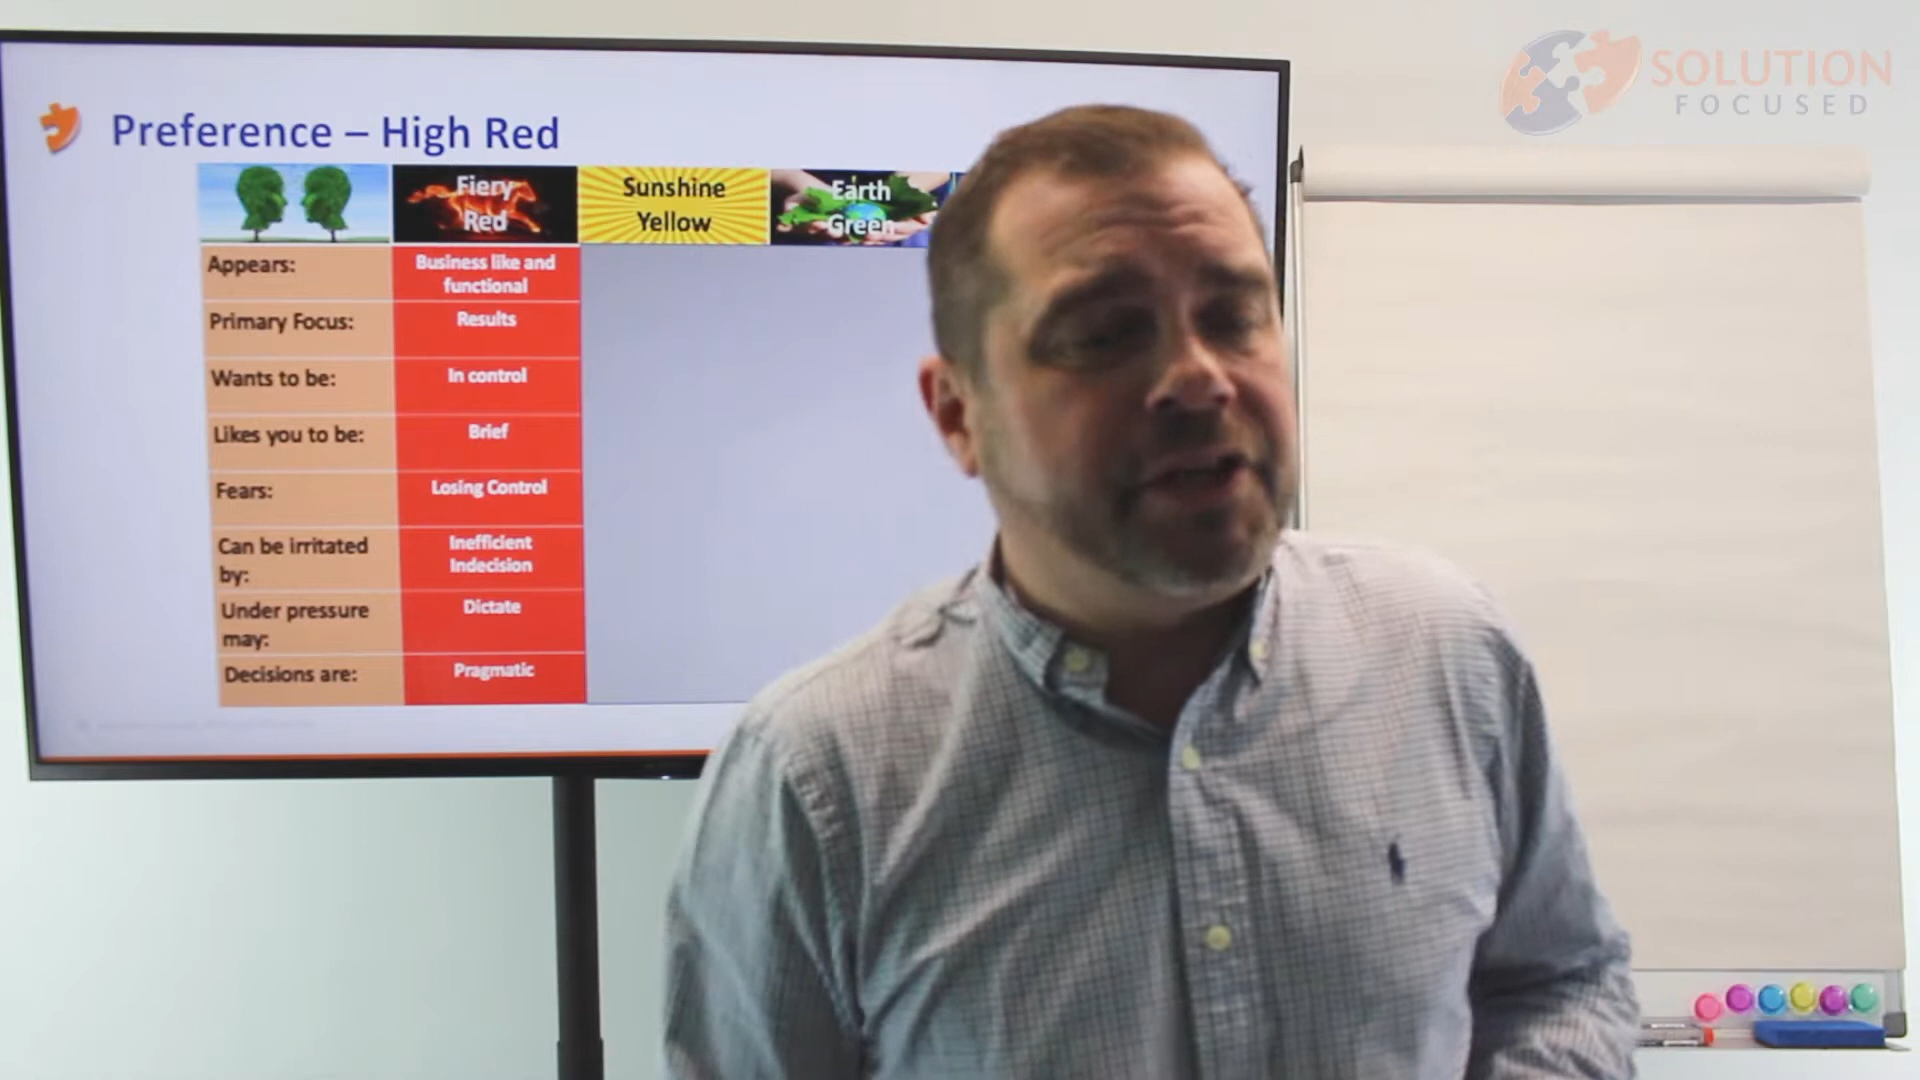 SOLUTION
FOCUSED
Preference – High Red
Fiery
Red
Sunshine
Yellow
Earth
Green
Appears:
Business like and
functional
Primary Focus:
Results
Wants to be:
In control
Likes you to be:
Brief
Fears:
Losing Control
Can be irritated
by:
Inefficient
Indecision
Under pressure
may:
Dictate
Decisions are:
Pragmatic